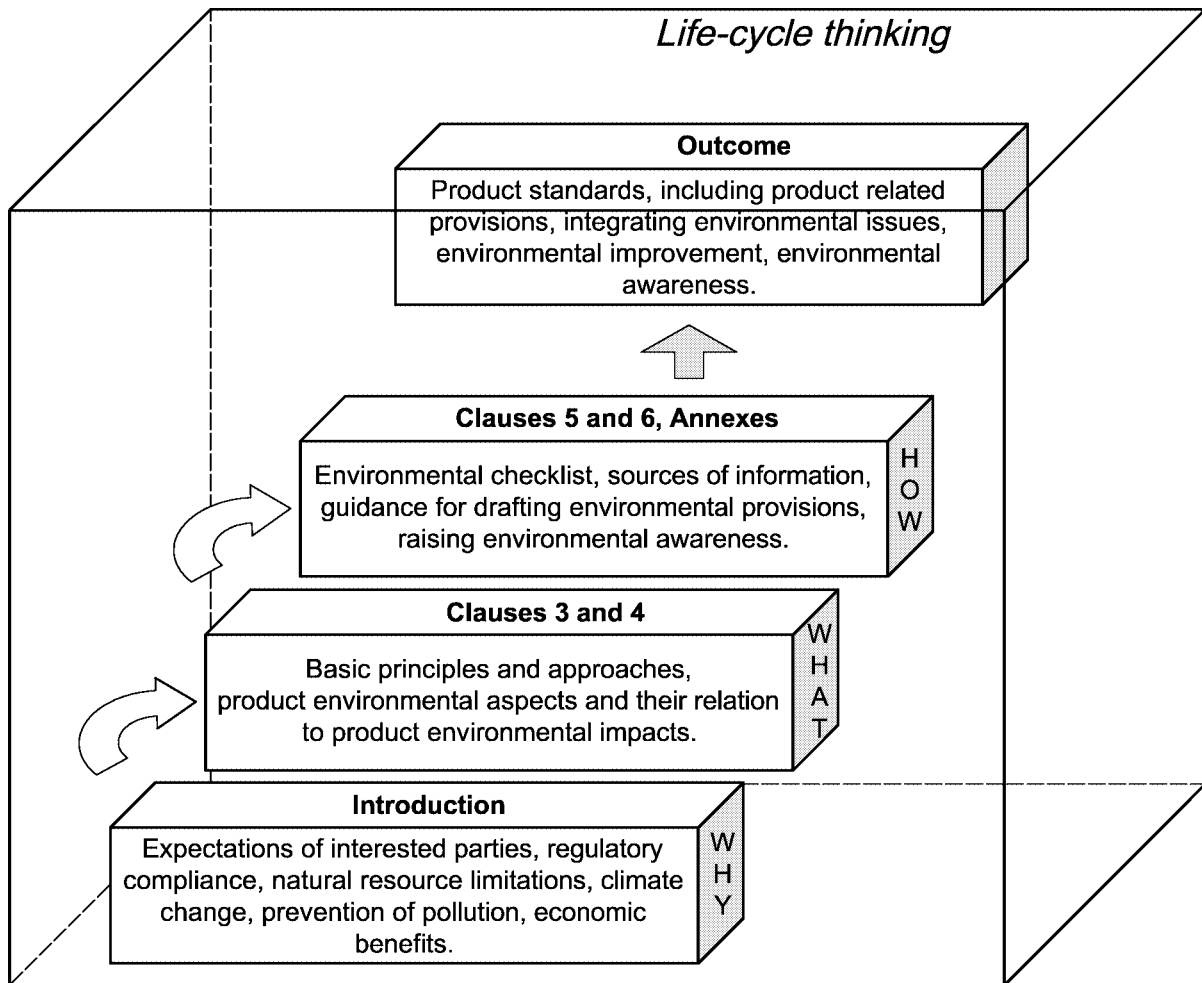 Life-cycle thinking
Outcome
Product standards, including product related
provisions, integrating environmental issues,
environmental improvement, environmental
awareness.
Clauses 5 and 6, Annexes
Environmental checklist, sources of information,
guidance for drafting environmental provisions,
raising environmental awareness.
HOW
Clauses 3 and 4
Basic principles and approaches,
product environmental aspects and their relation
to product environmental impacts.
WHAT
Introduction
Expectations of interested parties, regulatory
compliance, natural resource limitations, climate
change, prevention of pollution, economic
benefits.
WHY